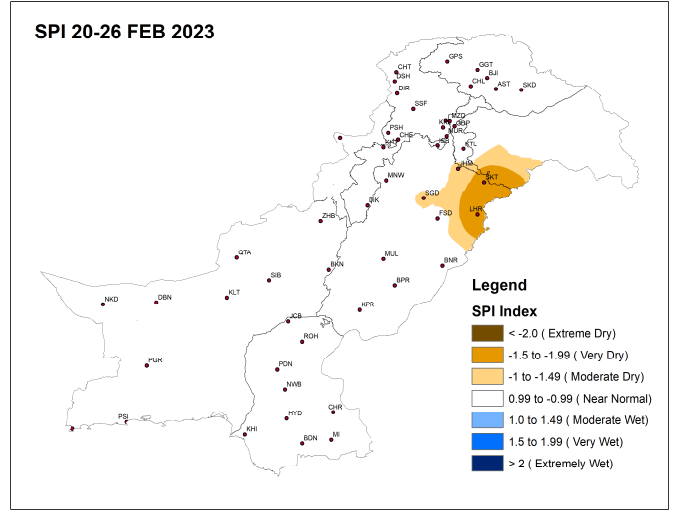 SPI 20-26 FEB 2023
GPS
CHT
GGT
DSH
BJI
CHL
AST
SKD
DIR
SSF
MZD
PSH
MUR
CHE
KTL
JHM
MNW
SKT
SGD
DIK
LHR
FSD
ZHB
QTA
MUL
BNR
BKN
SIB
BPR
KLT
NKD
DBN
KPR
JCB
ROH
PJR
PDN
NWB
CHR
PSI
HYD
KHI
BDN
MI
Legend
SPI Index
< -2.0 ( Extreme Dry)
-1.5 to -1.99 ( Very Dry)
-1 to -1.49 ( Moderate Dry)
0.99 to -0.99 ( Near Normal)
1.0 to 1.49 ( Moderate Wet)
1.5 to 1.99 ( Very Wet)
> 2 ( Extremely Wet)